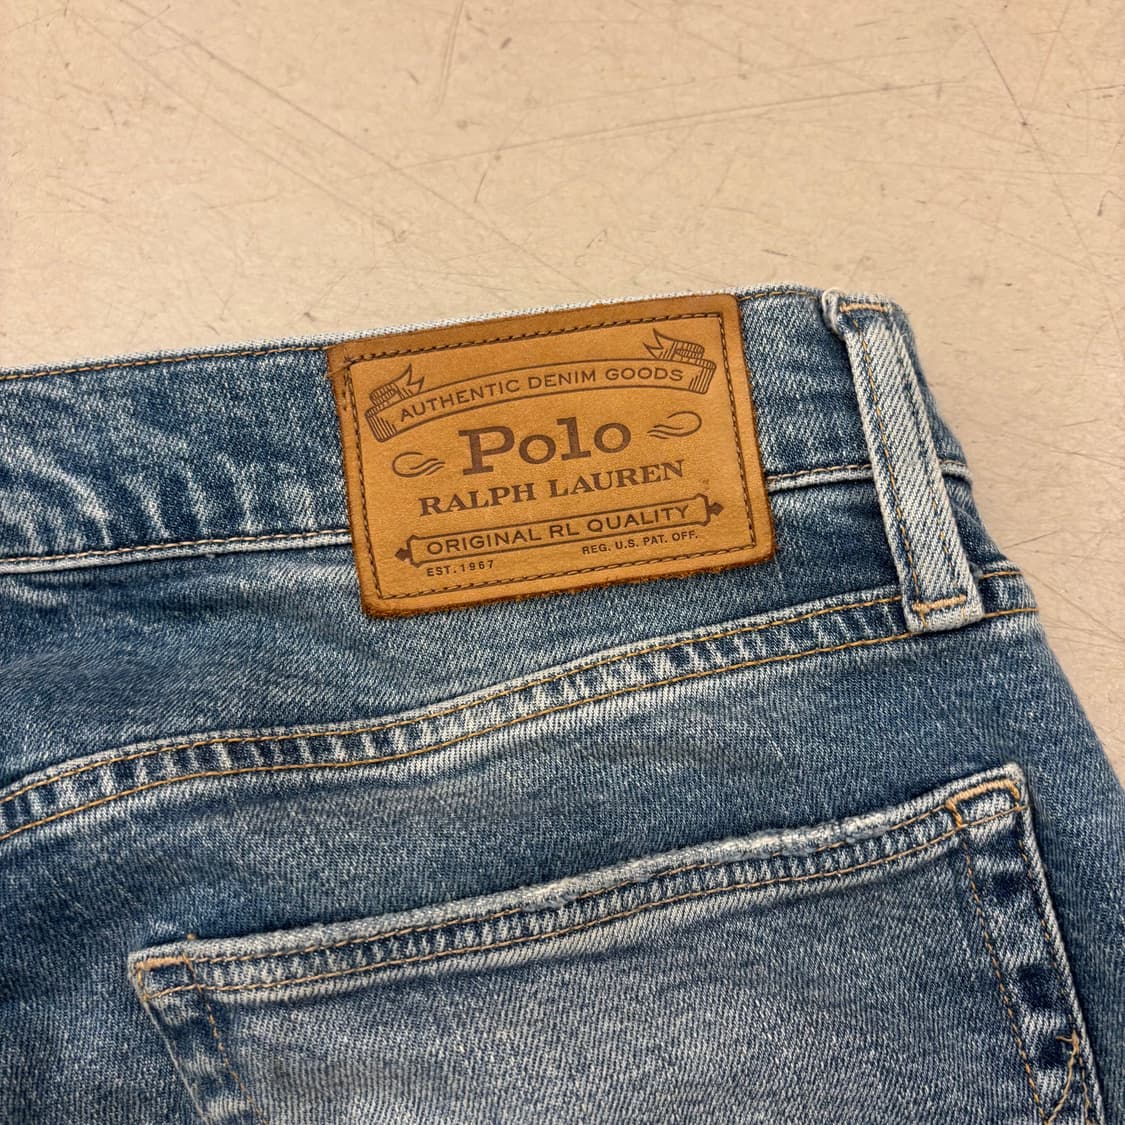 AUTHENTIC DENIM GOODS
Polo
RALPH LAUREN
ORIGINAL RL QUALITY
EST. 1967 REG. U.S. PAT. OFF.